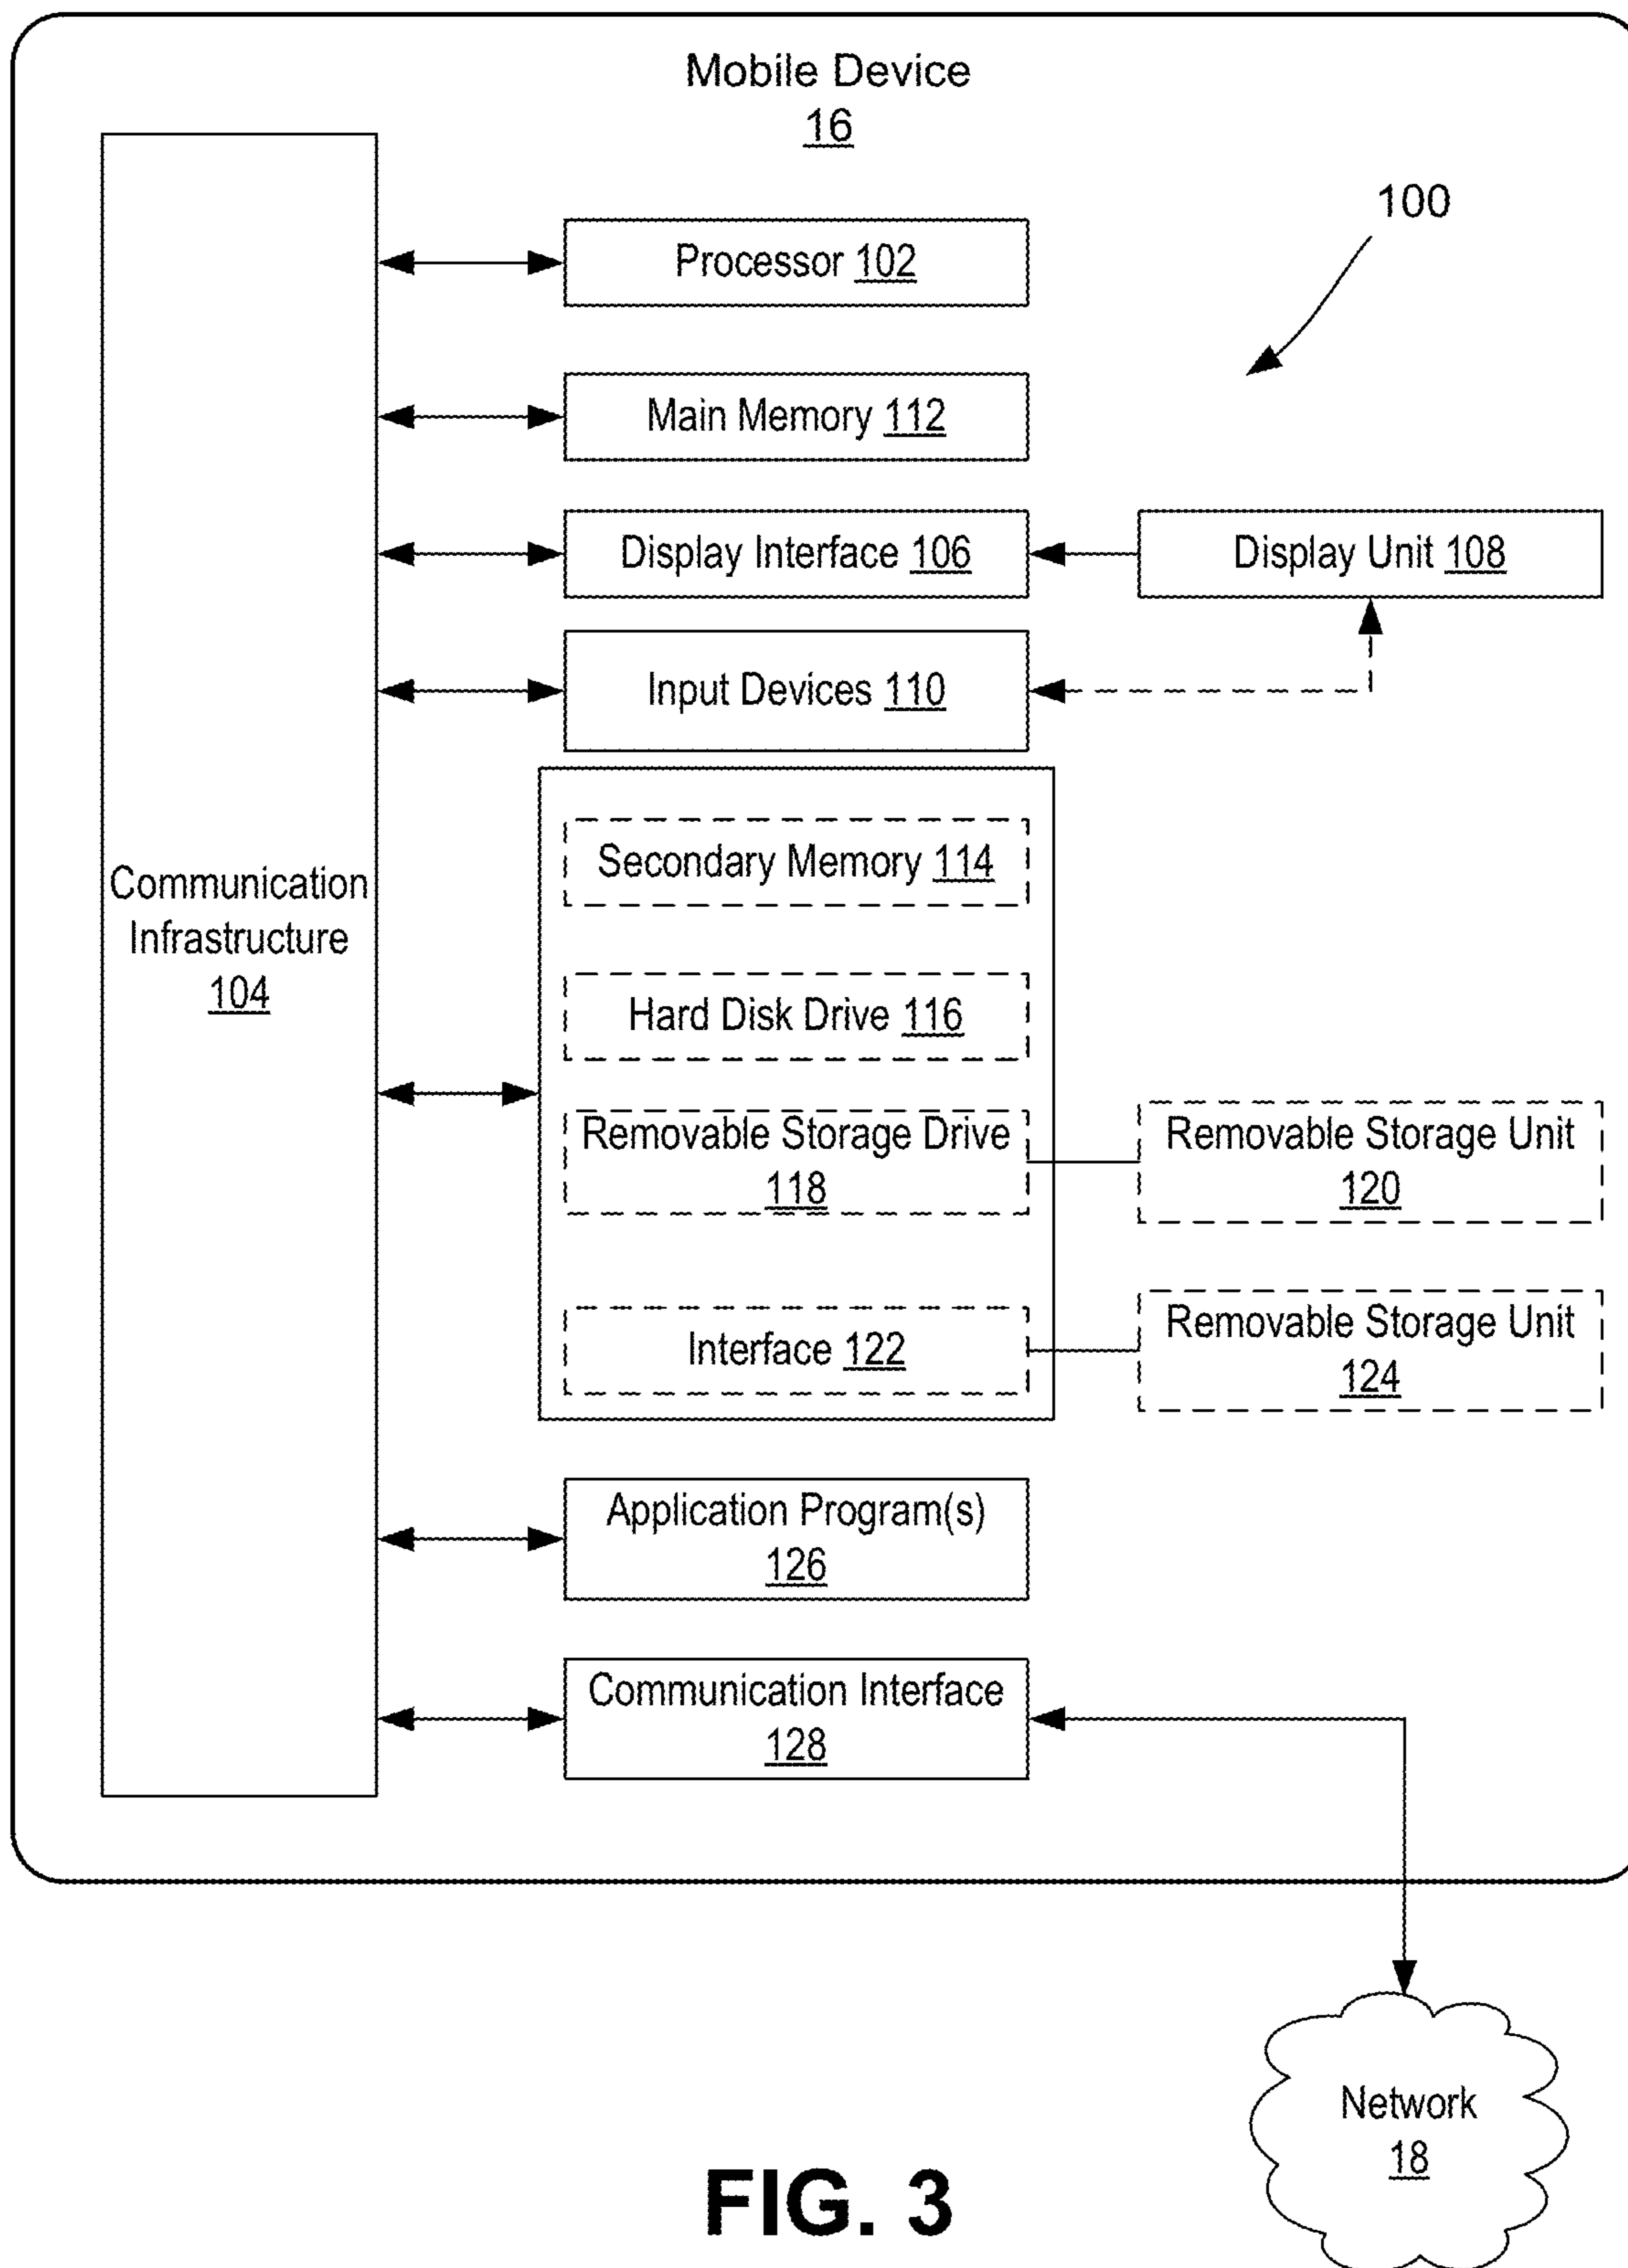 Mobile Device
16
100
Processor 102
Main Memory 112
Display Interface 106
Display Unit 108
Input Devices 110
Communication
Infrastructure
104
Secondary Memory 114
Hard Disk Drive 116
Removable Storage Drive
118
Removable Storage Unit
120
Interface 122
Removable Storage Unit
124
Application Program(s)
126
Communication Interface
128
Network
18
FIG. 3